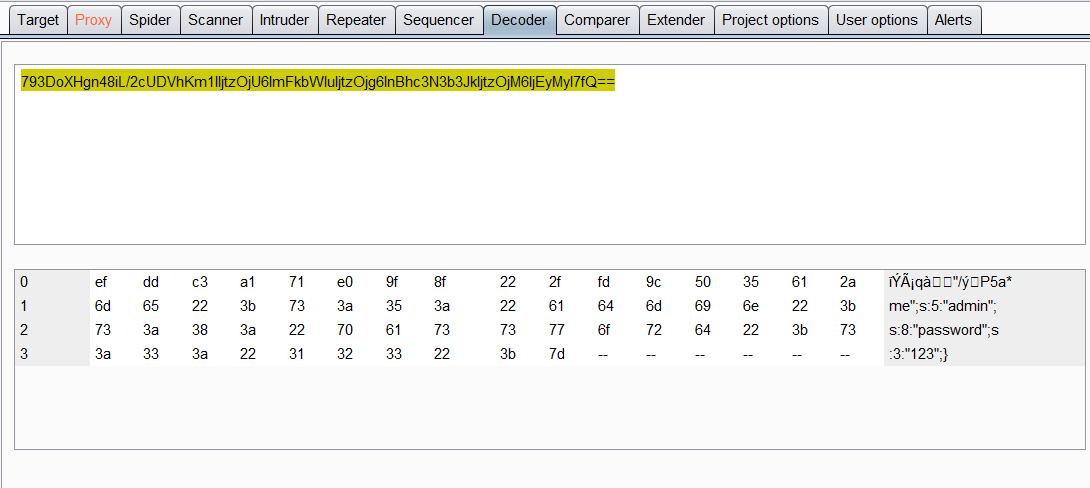 Target Proxy Spider Scanner Intruder Repeater Sequencer Decoder Comparer Extender Project options User options Alerts
793DoXHgn48iL/2cUDVhKm1lIjtzOjU6ImFkbWluIjtzOjg6InBhc3N3b3JkIjtzOjM6IjEyMyI7fQ==
0 ef dd c3 a1 71 e0 9f 8f 22 2f fd 9c 50 35 61 2a ïÝÃ¡qà□□"/ý□P5a*
1 6d 65 22 3b 73 3a 35 3a 22 61 64 6d 69 6e 22 3b me";s:5:"admin";
2 73 3a 38 3a 22 70 61 73 73 77 6f 72 64 22 3b 73 s:8:"password";s
3 3a 33 3a 22 31 32 33 22 3b 7d -- -- -- -- -- -- :3:"123";}